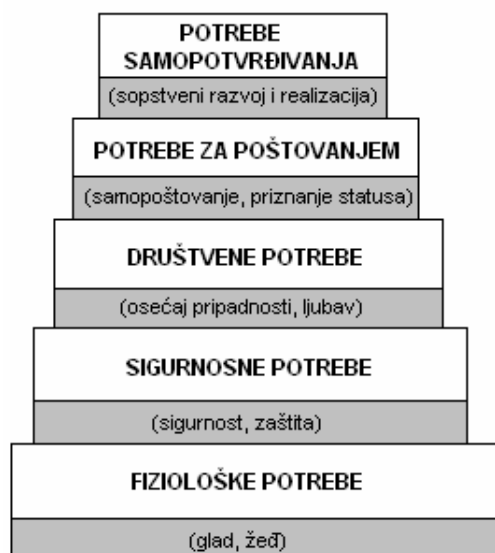 POTREBE
SAMOPOTVRĐIVANJA
(sopstveni razvoj i realizacija)
POTREBE ZA POŠTOVANJEM
(samopoštovanje, priznanje statusa)
DRUŠTVENE POTREBE
(osećaj pripadnosti, ljubav)
SIGURNOSNE POTREBE
(sigurnost, zaštita)
FIZIOLOŠKE POTREBE
(glad, žeđ)